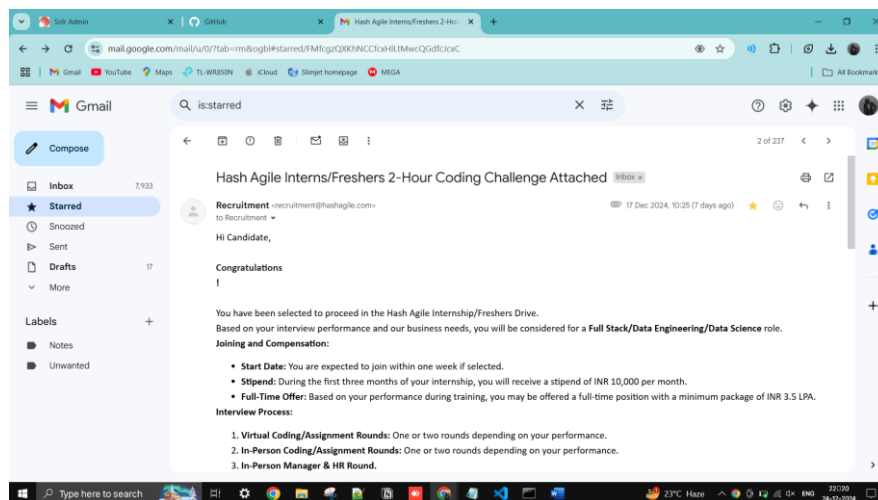 Solr Admin
GitHub
Hash Agile Interns/Freshers 2-Hou
mail.google.com/mail/u/0/?tab=rm&ogbl#starred/FMfcgzQXKhNCCfcxHlLtMwcQGdfcJcxC
Gmail YouTube Maps TL-WR850N iCloud Slimjet homepage MEGA All Bookmark
Gmail
is:starred
Compose
2 of 237
Hash Agile Interns/Freshers 2-Hour Coding Challenge Attached Inbox x
Inbox 7,933
Starred
Snoozed
Sent
Drafts 17
More
Labels
Notes
Unwanted
Recruitment <recruitment@hashagile.com> 17 Dec 2024, 10:25 (7 days ago)
to Recruitment
Hi Candidate,
Congratulations
!
You have been selected to proceed in the Hash Agile Internship/Freshers Drive.
Based on your interview performance and our business needs, you will be considered for a Full Stack/Data Engineering/Data Science role.
Joining and Compensation:
• Start Date: You are expected to join within one week if selected.
• Stipend: During the first three months of your internship, you will receive a stipend of INR 10,000 per month.
• Full-Time Offer: Based on your performance during training, you may be offered a full-time position with a minimum package of INR 3.5 LPA.
Interview Process:
1. Virtual Coding/Assignment Rounds: One or two rounds depending on your performance.
2. In-Person Coding/Assignment Rounds: One or two rounds depending on your performance.
3. In-Person Manager & HR Round.
Type here to search
23°C Haze
ENG
22:020
24-12-2024